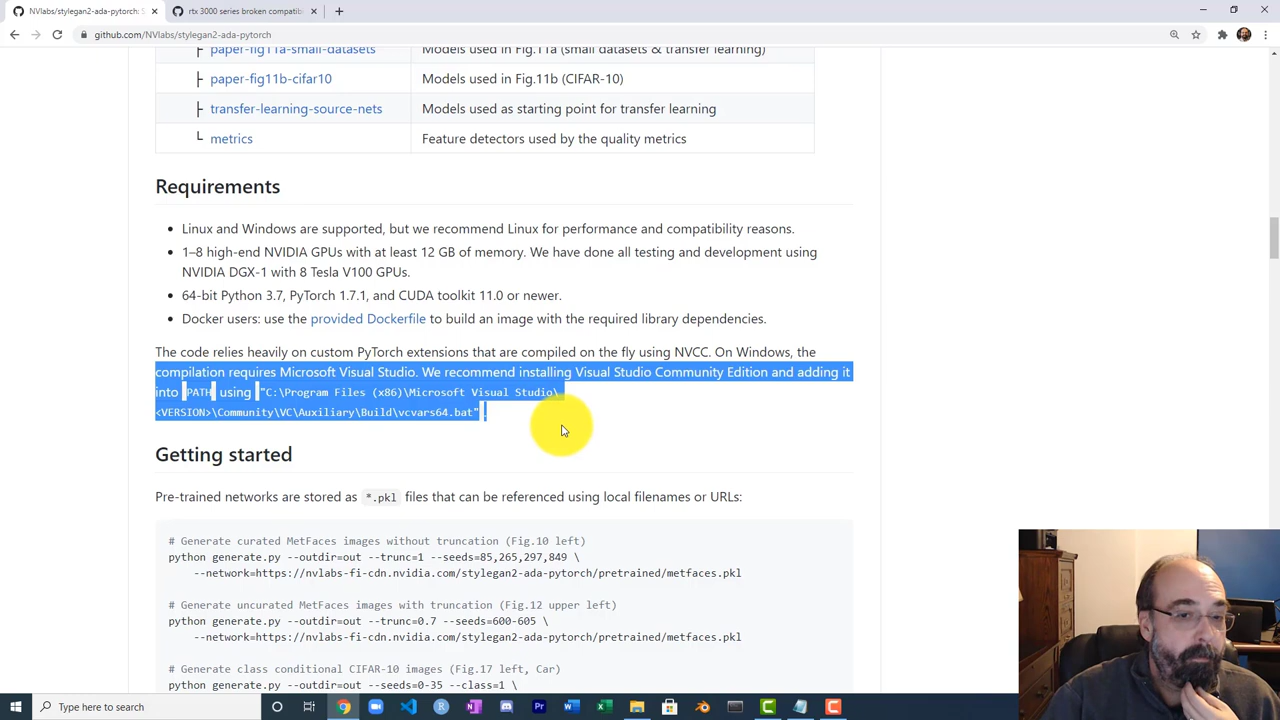 NVlabs/stylegan2-ada-pytorch: S
rtx 3000 series broken compatib
github.com/NVlabs/stylegan2-ada-pytorch
├ paper-fig11a-small-datasets Models used in Fig.11a (small datasets & transfer learning)
├ paper-fig11b-cifar10 Models used in Fig.11b (CIFAR-10)
├ transfer-learning-source-nets Models used as starting point for transfer learning
└ metrics Feature detectors used by the quality metrics
Requirements
• Linux and Windows are supported, but we recommend Linux for performance and compatibility reasons.
• 1–8 high-end NVIDIA GPUs with at least 12 GB of memory. We have done all testing and development using
NVIDIA DGX-1 with 8 Tesla V100 GPUs.
• 64-bit Python 3.7, PyTorch 1.7.1, and CUDA toolkit 11.0 or newer.
• Docker users: use the provided Dockerfile to build an image with the required library dependencies.
The code relies heavily on custom PyTorch extensions that are compiled on the fly using NVCC. On Windows, the
compilation requires Microsoft Visual Studio. We recommend installing Visual Studio Community Edition and adding it
into PATH using "C:\Program Files (x86)\Microsoft Visual Studio\
<VERSION>\Community\VC\Auxiliary\Build\vcvars64.bat".
Getting started
Pre-trained networks are stored as *.pkl files that can be referenced using local filenames or URLs:
# Generate curated MetFaces images without truncation (Fig.10 left)
python generate.py --outdir=out --trunc=1 --seeds=85,265,297,849 \
--network=https://nvlabs-fi-cdn.nvidia.com/stylegan2-ada-pytorch/pretrained/metfaces.pkl
# Generate uncurated MetFaces images with truncation (Fig.12 upper left)
python generate.py --outdir=out --trunc=0.7 --seeds=600-605 \
--network=https://nvlabs-fi-cdn.nvidia.com/stylegan2-ada-pytorch/pretrained/metfaces.pkl
# Generate class conditional CIFAR-10 images (Fig.17 left, Car)
python generate.py --outdir=out --seeds=0-35 --class=1 \
Type here to search